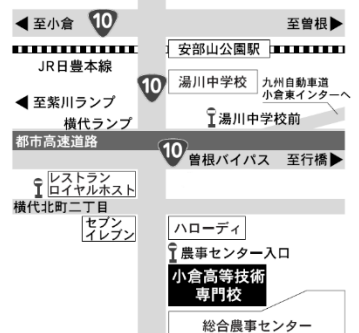 ◀至小倉
10
至曽根▶
安部山公園駅
JR日豊本線
10
湯川中学校
九州自動車道
小倉東インターへ
◀至紫川ランプ
湯川中学校前
横代ランプ
都市高速道路
10
曽根バイパス
至行橋▶
レストラン
ロイヤルホスト
横代北町二丁目
セブン
イレブン
ハローディ
農事センター入口
小倉高等技術
専門校
総合農事センター